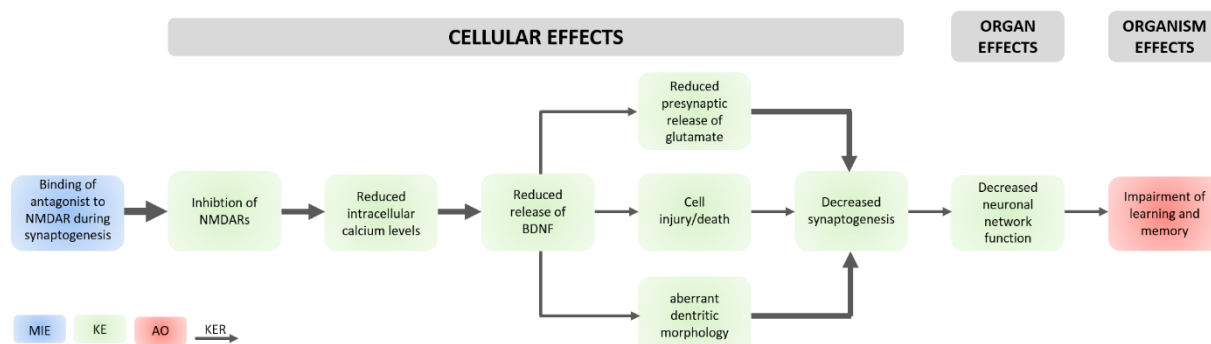 CELLULAR EFFECTS
ORGAN
EFFECTS
ORGANISM
EFFECTS
Reduced
presynaptic
release of
glutamate
Binding of
antagonist to
NMDAR during
synaptogenesis
Inhibtion of
NMDARs
Reduced
intracellular
calcium levels
Reduced
release of
BDNF
Cell
injury/death
Decreased
synaptogenesis
Decreased
neuronal
network
function
Impairment of
learning and
memory
aberrant
dentritic
morphology
MIE
KE
AO
KER